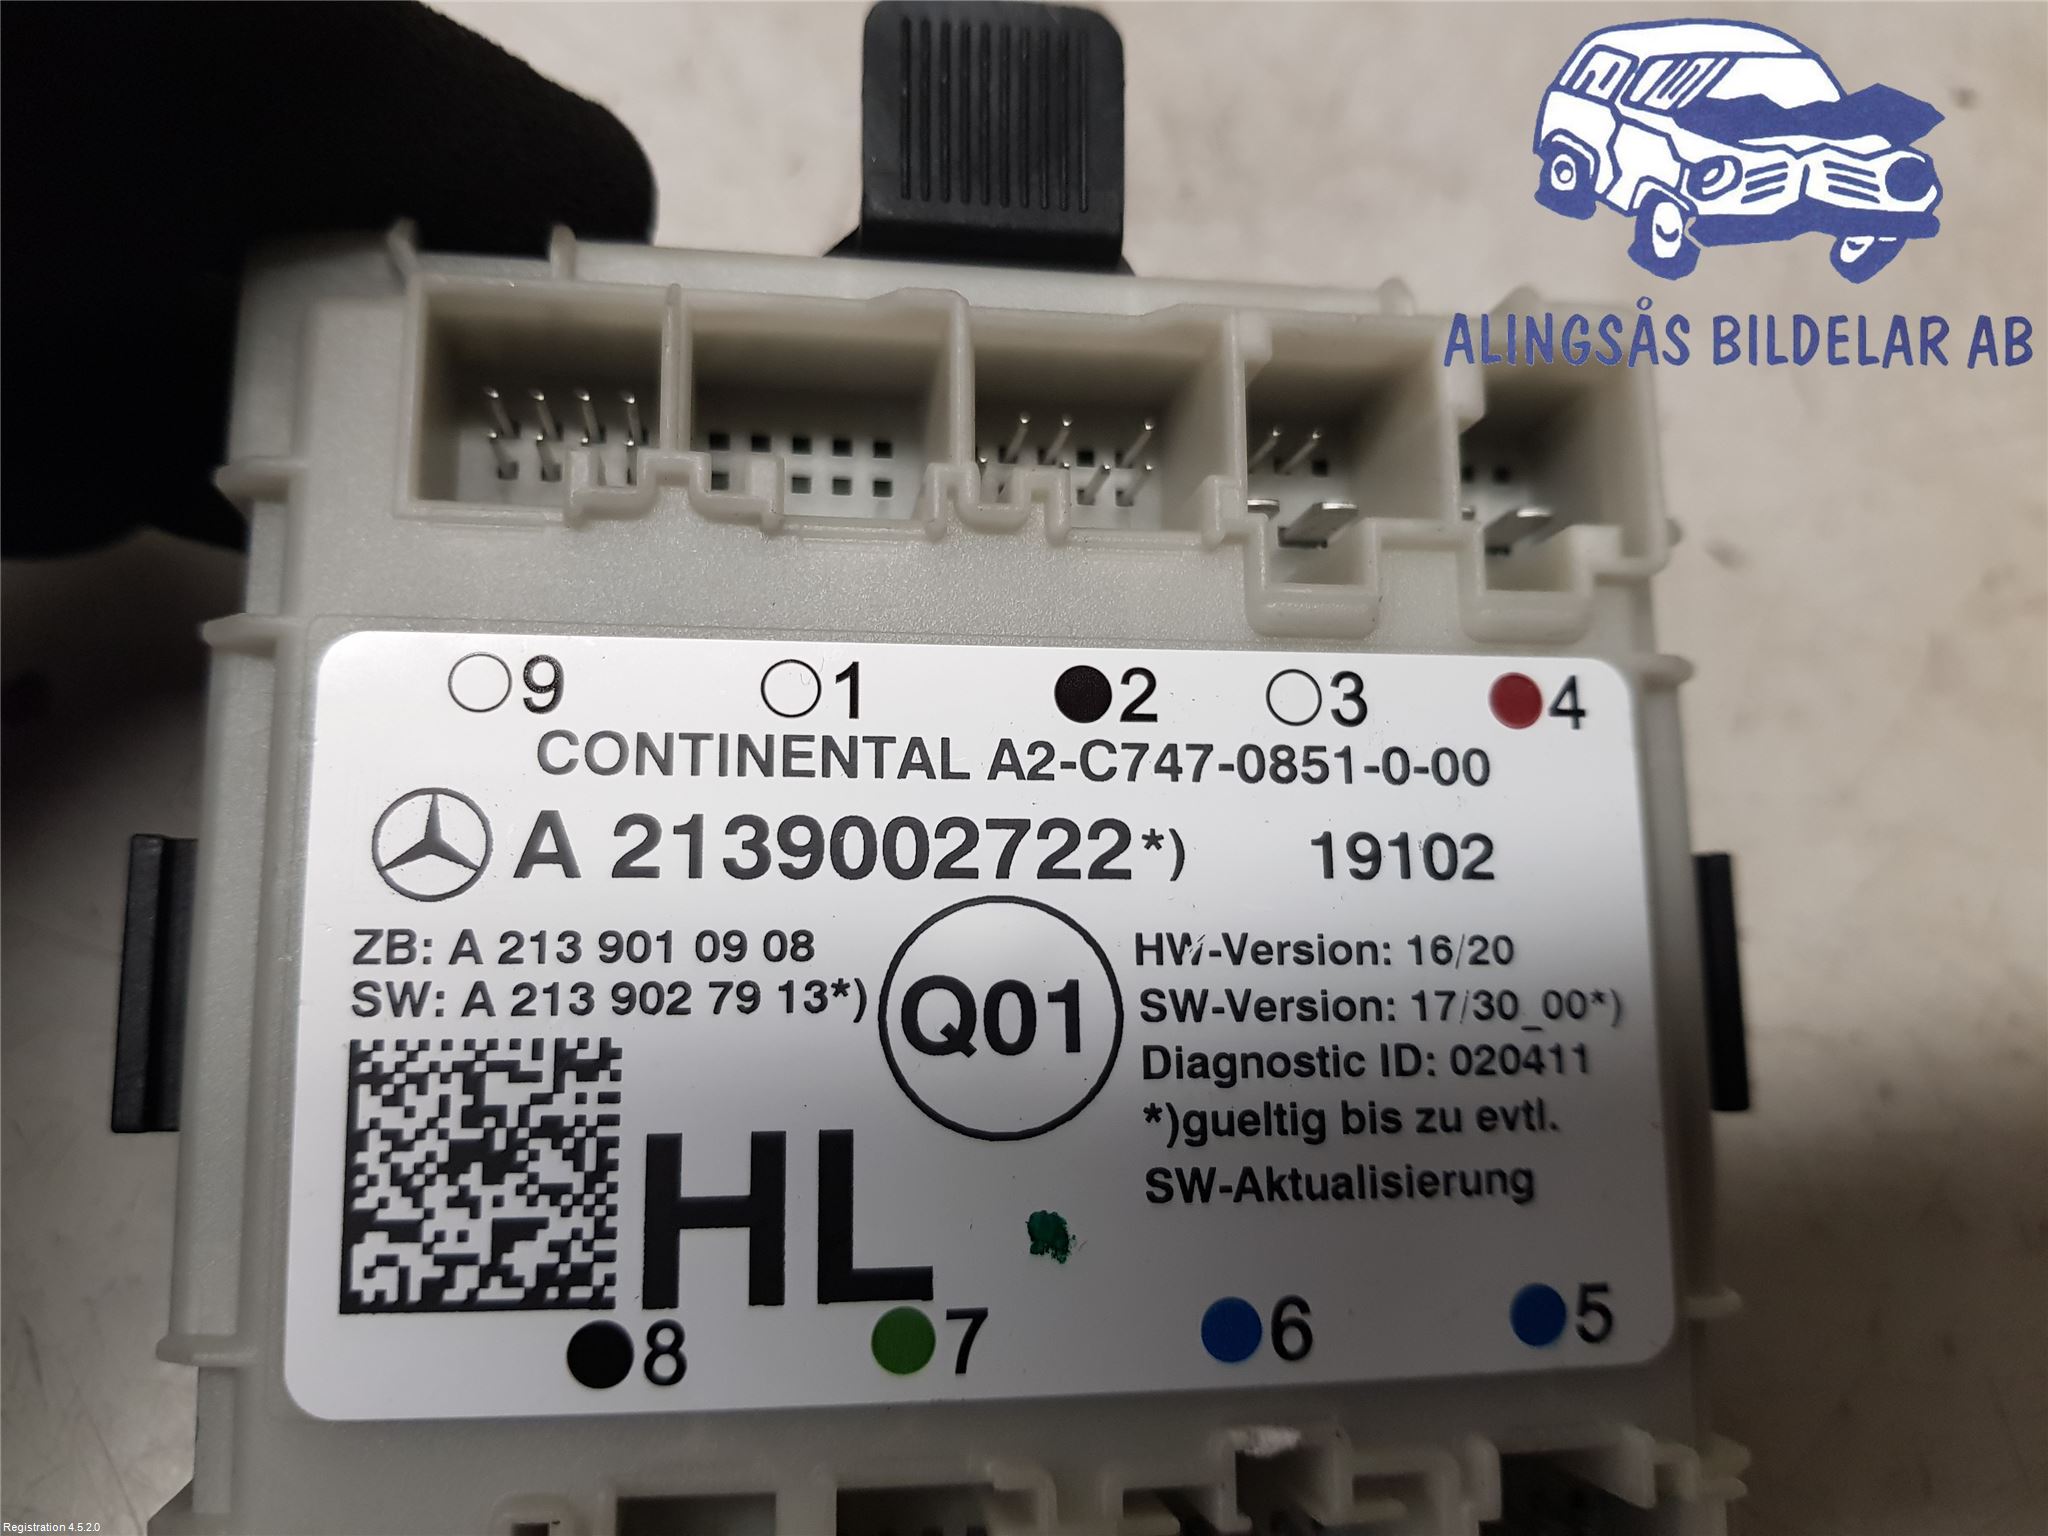 ALINGSÅS BILDELAR AB
9 1 2 3 4
CONTINENTAL A2-C747-0851-0-00
A 2139002722*) 19102
ZB: A 213 901 09 08
SW: A 213 902 79 13*)
Q01
HW-Version: 16/20
SW-Version: 17/30_00*)
Diagnostic ID: 020411
*)gueltig bis zu evtl.
SW-Aktualisierung
HL
8 7 6 5
Registration 4.5.2.0